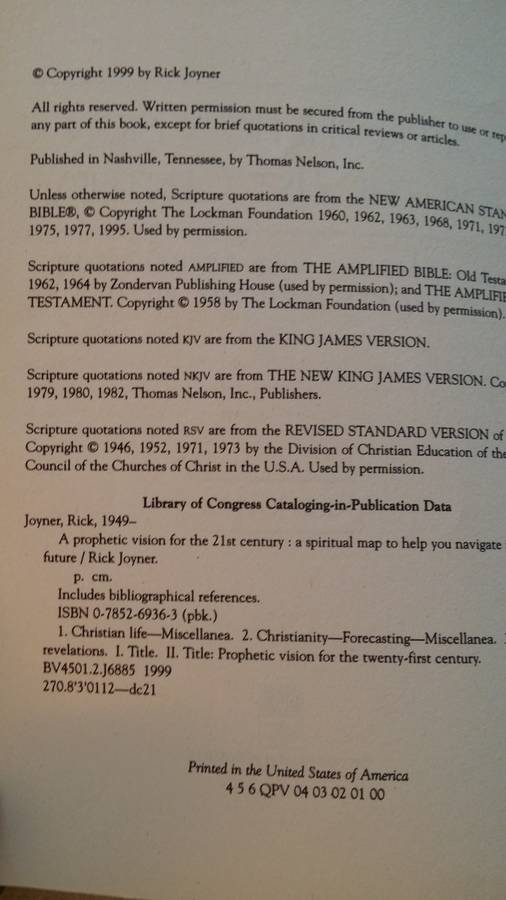 © Copyright 1999 by Rick Joyner
All rights reserved. Written permission must be secured from the publisher to use or rep
any part of this book, except for brief quotations in critical reviews or articles.
Published in Nashville, Tennessee, by Thomas Nelson, Inc.
Unless otherwise noted, Scripture quotations are from the NEW AMERICAN STAN
BIBLE®, © Copyright The Lockman Foundation 1960, 1962, 1963, 1968, 1971, 197
1975, 1977, 1995. Used by permission.
Scripture quotations noted AMPLIFIED are from THE AMPLIFIED BIBLE: Old Testa
1962, 1964 by Zondervan Publishing House (used by permission); and THE AMPLIFIE
TESTAMENT. Copyright © 1958 by The Lockman Foundation (used by permission).
Scripture quotations noted KJV are from the KING JAMES VERSION.
Scripture quotations noted NKJV are from THE NEW KING JAMES VERSION. Co
1979, 1980, 1982, Thomas Nelson, Inc., Publishers.
Scripture quotations noted RSV are from the REVISED STANDARD VERSION of
Copyright © 1946, 1952, 1971, 1973 by the Division of Christian Education of the
Council of the Churches of Christ in the U.S.A. Used by permission.
Library of Congress Cataloging-in-Publication Data
Joyner, Rick, 1949–
A prophetic vision for the 21st century : a spiritual map to help you navigate
future / Rick Joyner.
p. cm.
Includes bibliographical references.
ISBN 0-7852-6936-3 (pbk.)
1. Christian life—Miscellanea. 2. Christianity—Forecasting—Miscellanea.
revelations. I. Title. II. Title: Prophetic vision for the twenty-first century.
BV4501.2.J6885 1999
270.8'3'0112—dc21
Printed in the United States of America
4 5 6 QPV 04 03 02 01 00